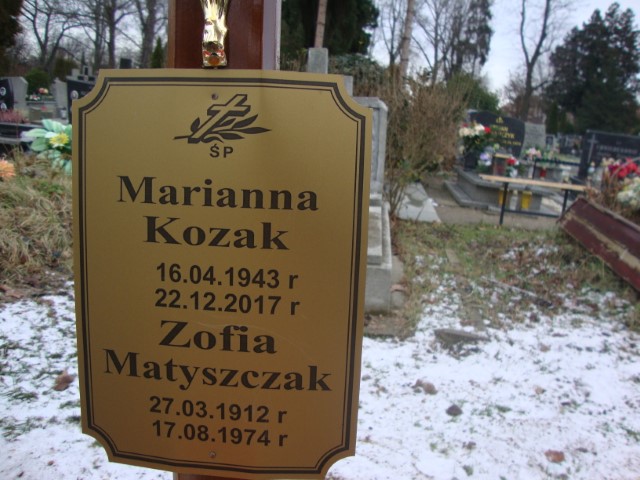 ŚP
Marianna
Kozak
16.04.1943 r
22.12.2017 r
Zofia
Matyszczak
27.03.1912 r
17.08.1974 r